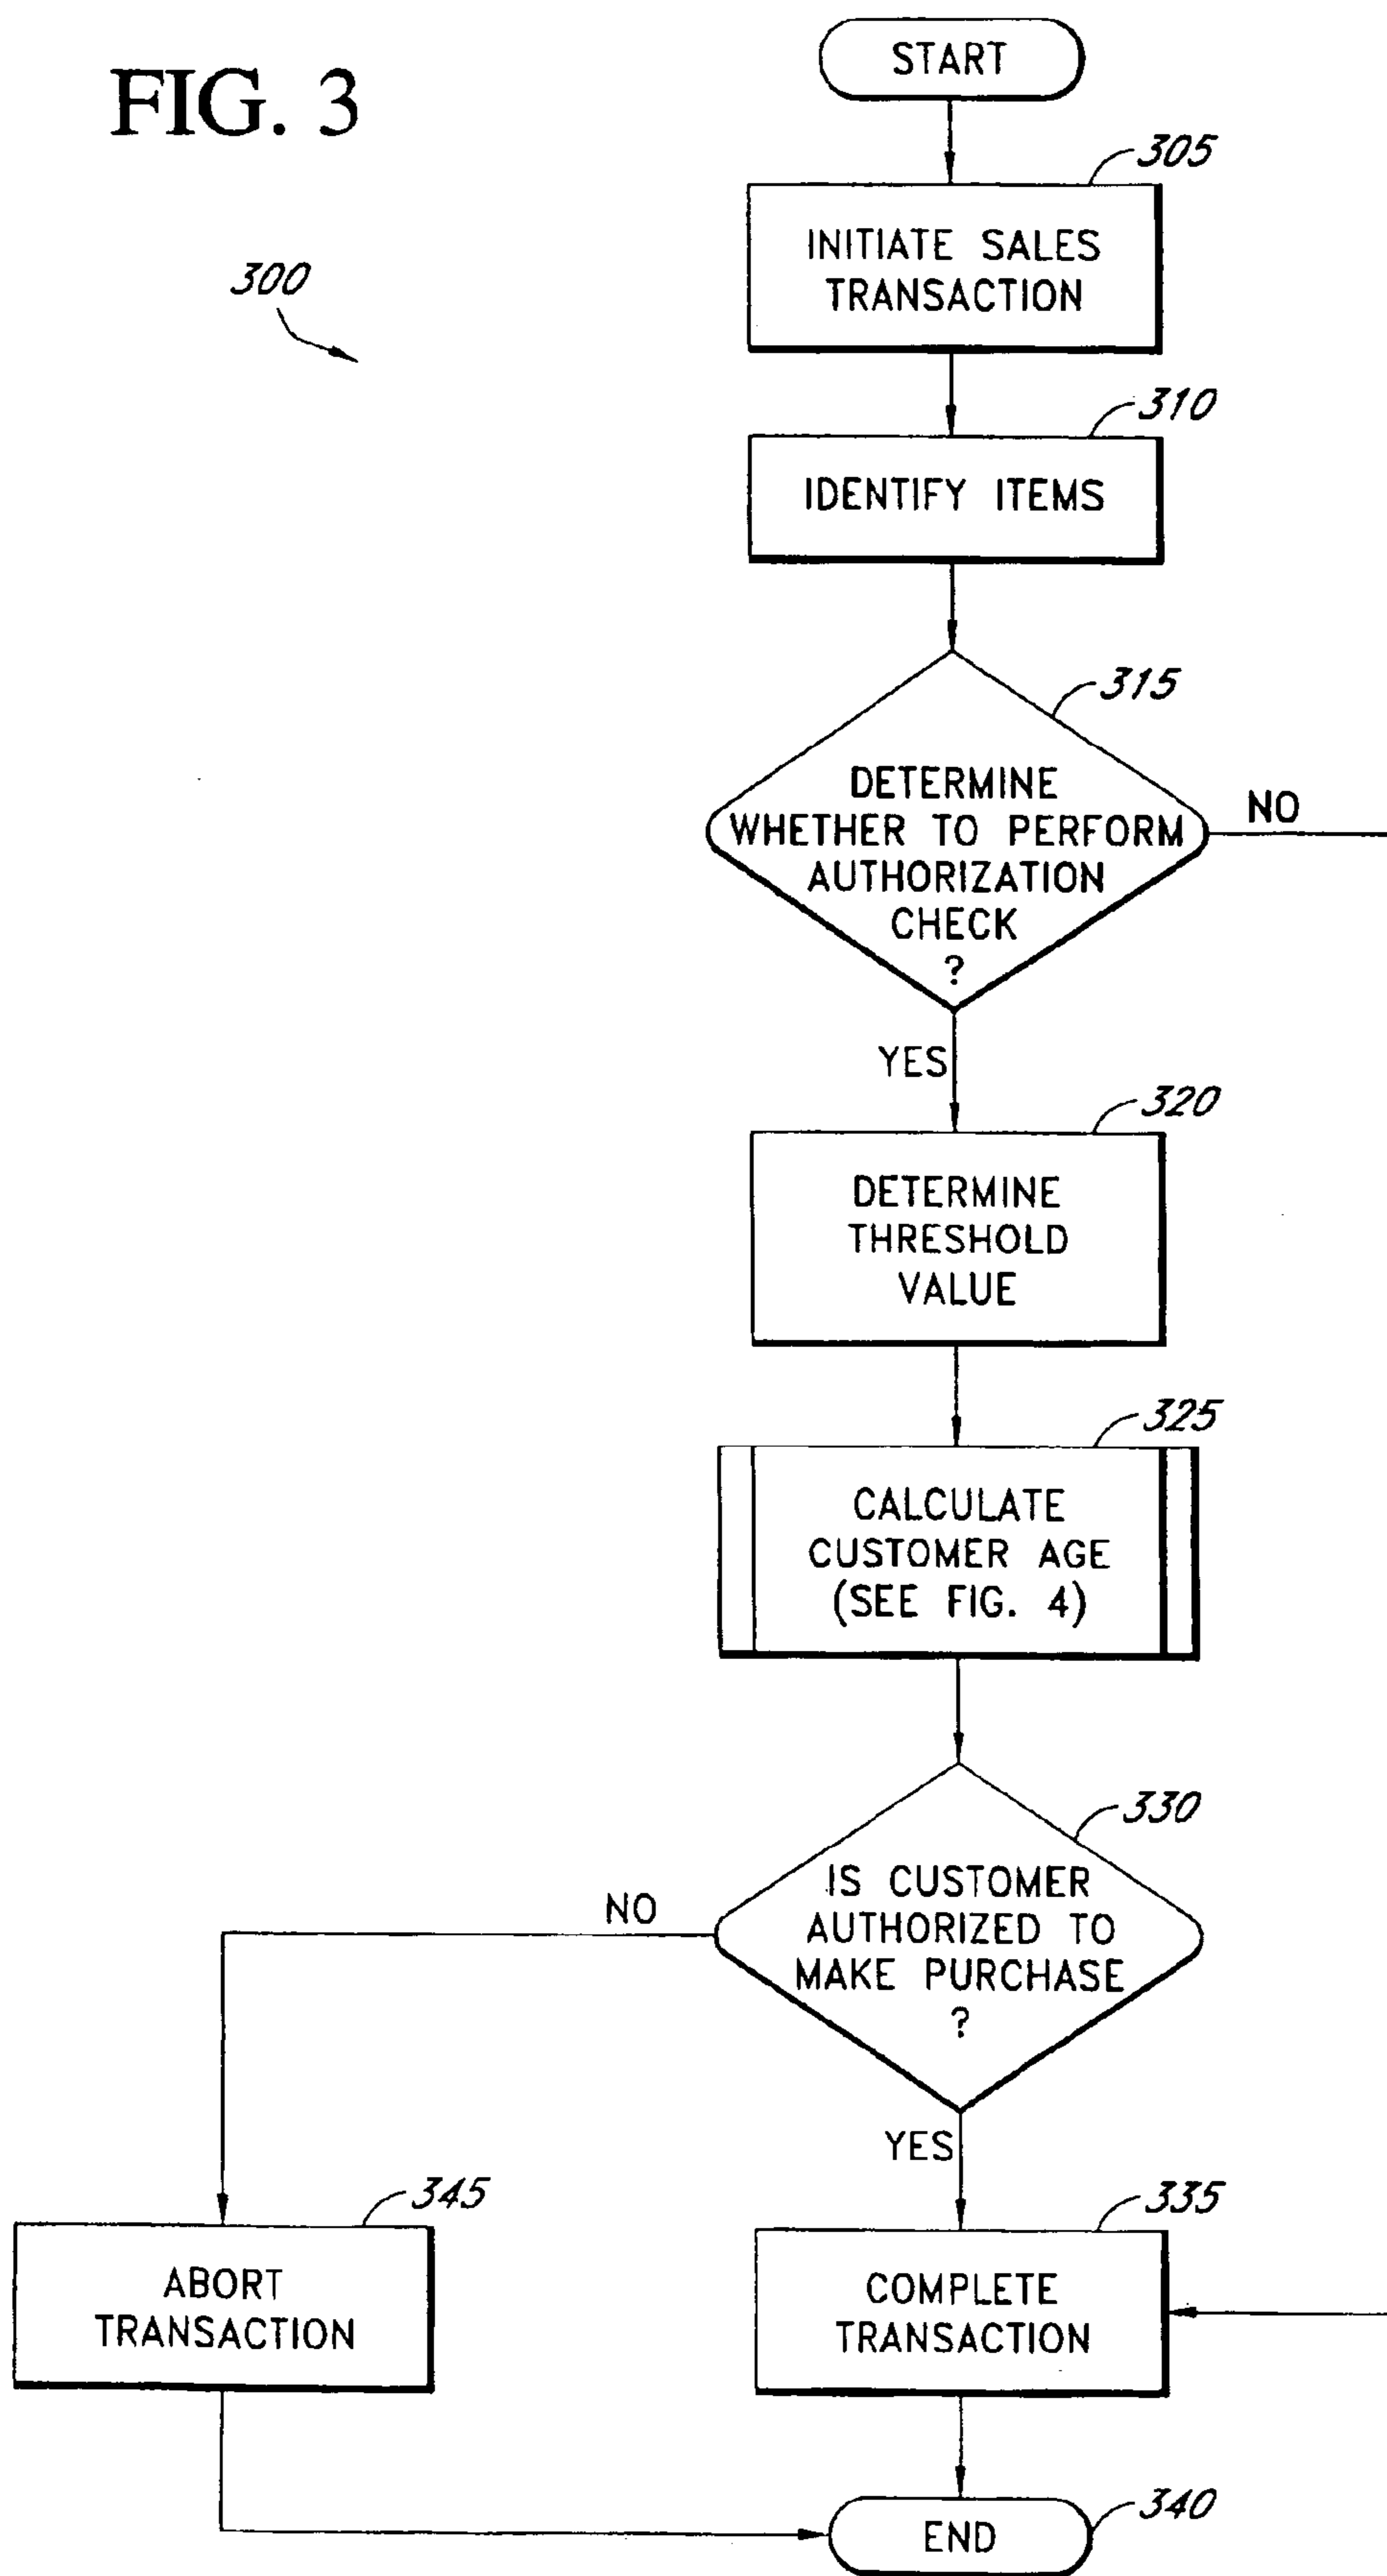 FIG. 3
START
305
INITIATE SALES
TRANSACTION
300
310
IDENTIFY ITEMS
315
DETERMINE
WHETHER TO PERFORM
AUTHORIZATION
CHECK
?
NO
YES
320
DETERMINE
THRESHOLD
VALUE
325
CALCULATE
CUSTOMER AGE
(SEE FIG. 4)
330
IS CUSTOMER
AUTHORIZED TO
MAKE PURCHASE
?
NO
YES
345
ABORT
TRANSACTION
335
COMPLETE
TRANSACTION
END
340